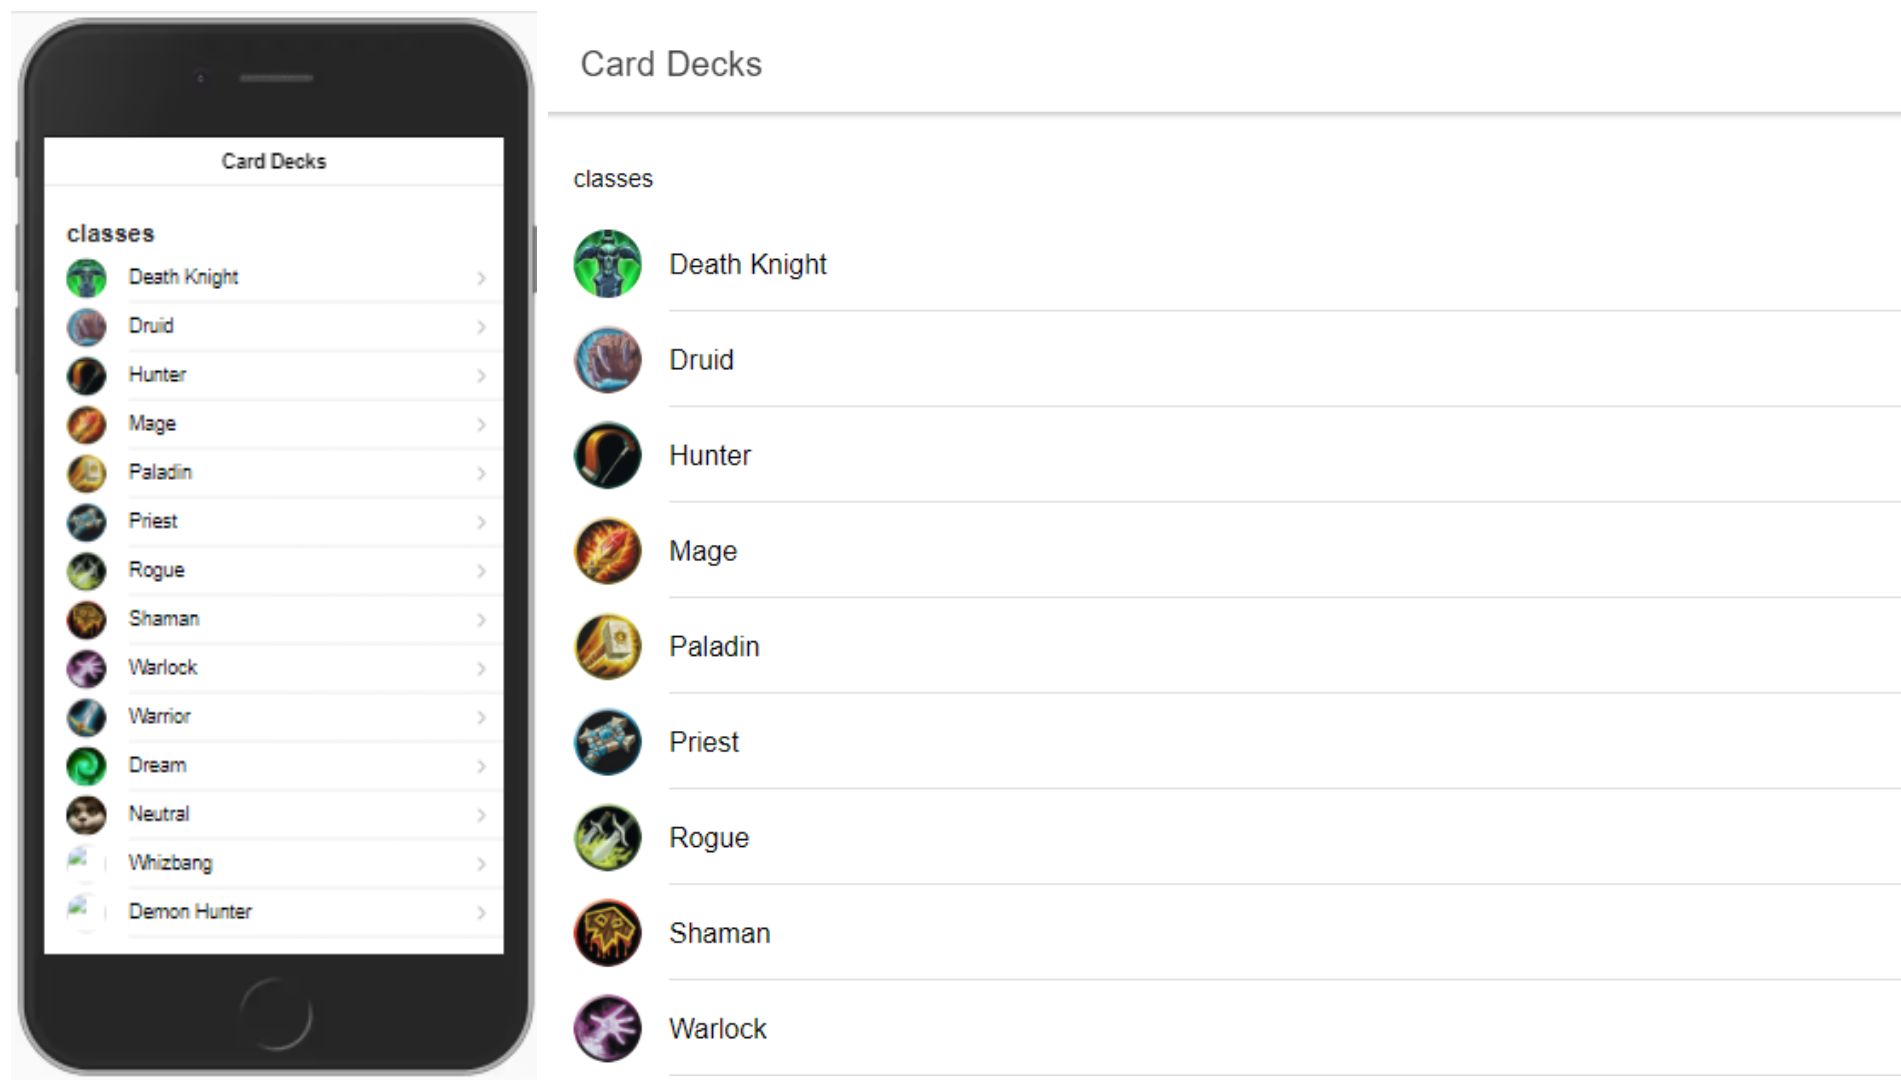 Card Decks
classes
Death Knight
Druid
Hunter
Mage
Paladin
Priest
Rogue
Shaman
Warlock
Warrior
Dream
Neutral
Whizbang
Demon Hunter
Card Decks
classes
Death Knight
Druid
Hunter
Mage
Paladin
Priest
Rogue
Shaman
Warlock